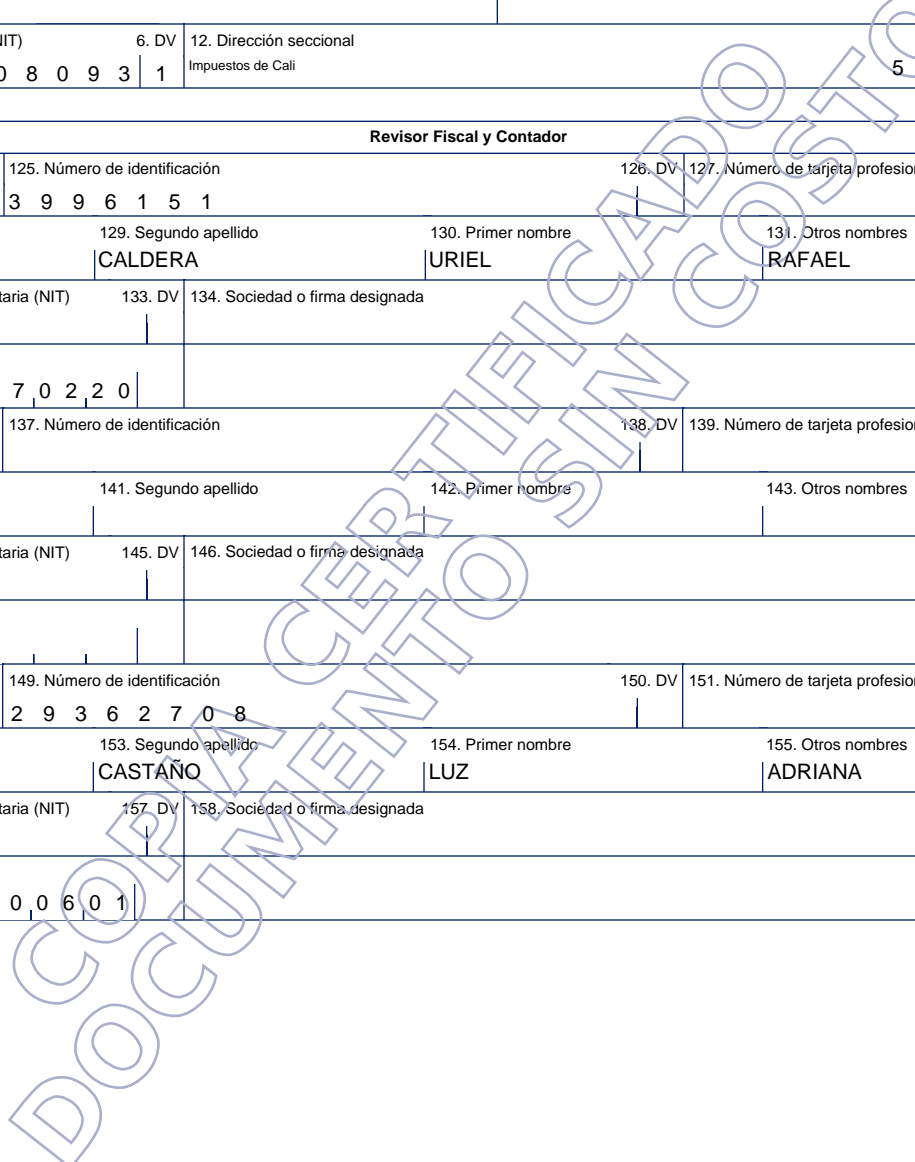 NIT) 6. DV 12. Dirección seccional
0 8 0 9 3 1 Impuestos de Cali 5
Revisor Fiscal y Contador
125. Número de identificación 126. DV 127. Número de tarjeta profesion
3 9 9 6 1 5 1
129. Segundo apellido 130. Primer nombre 131. Otros nombres
CALDERA URIEL RAFAEL
taria (NIT) 133. DV 134. Sociedad o firma designada
7 0 2 2 0
137. Número de identificación 138. DV 139. Número de tarjeta profesion
141. Segundo apellido 142. Primer nombre 143. Otros nombres
taria (NIT) 145. DV 146. Sociedad o firma designada
149. Número de identificación 150. DV 151. Número de tarjeta profesion
2 9 3 6 2 7 0 8
153. Segundo apellido 154. Primer nombre 155. Otros nombres
CASTAÑO LUZ ADRIANA
taria (NIT) 157. DV 158. Sociedad o firma designada
0 0 6 0 1
COPIA CERTIFICADO
DOCUMENTO SIN COSTO